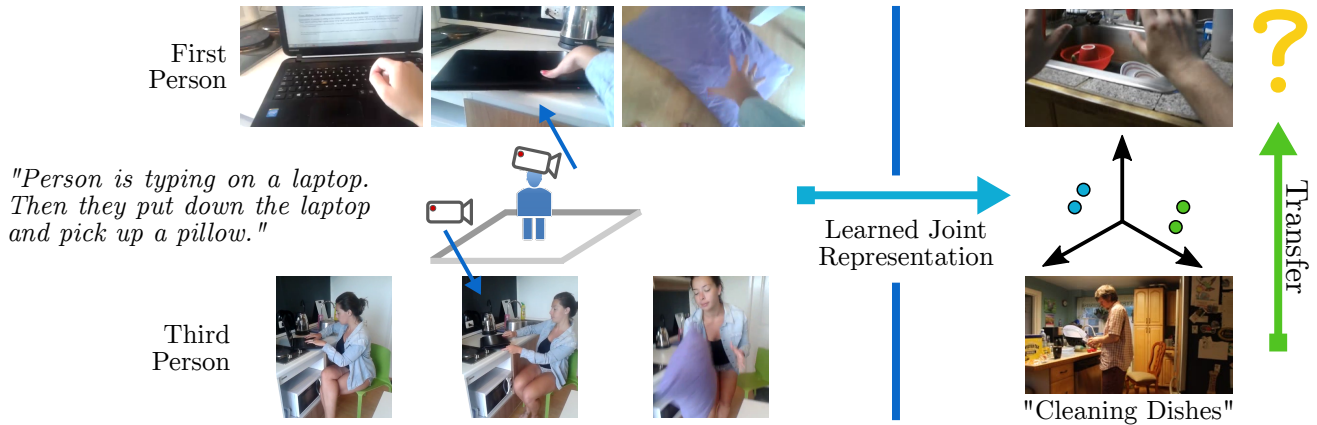 First
Person
"Person is typing on a laptop.
Then they put down the laptop
and pick up a pillow."
Third
Person
Learned Joint
Representation
?
Transfer
"Cleaning Dishes"